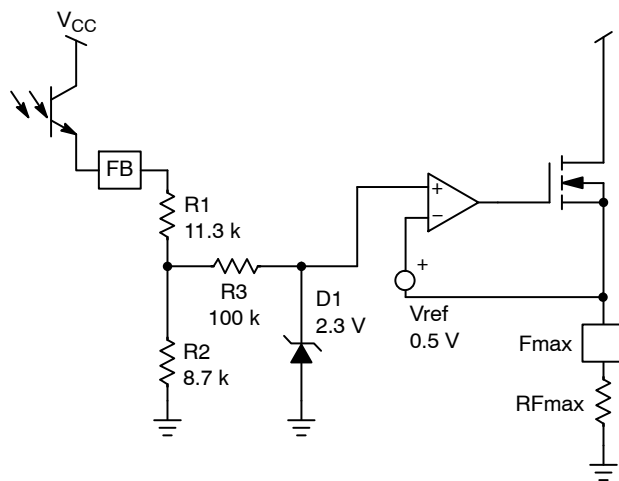 VCC
FB
R1
11.3 k
R3
100 k
D1
2.3 V
R2
8.7 k
+
−
+
Vref
0.5 V
Fmax
RFmax